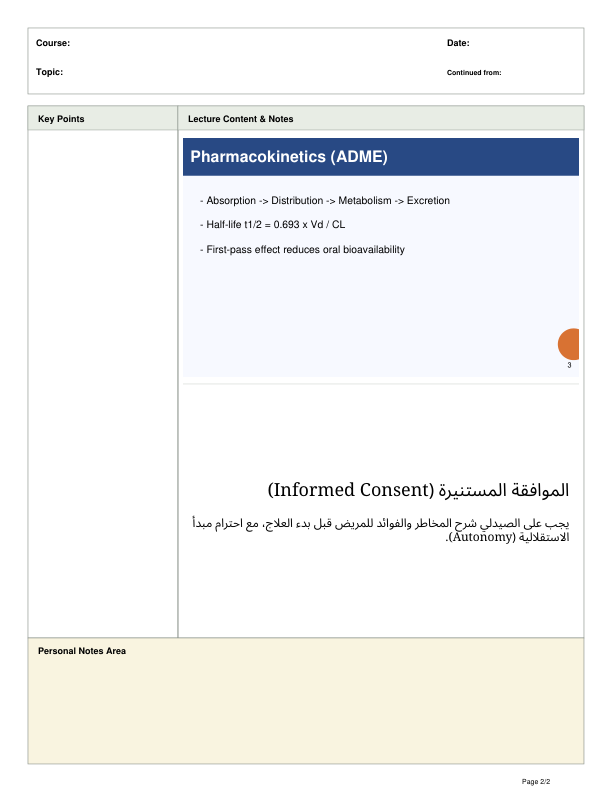 Course:
Date:
Topic:
Continued from:
Key Points
Lecture Content & Notes
Pharmacokinetics (ADME)
- Absorption -> Distribution -> Metabolism -> Excretion
- Half-life t1/2 = 0.693 x Vd / CL
- First-pass effect reduces oral bioavailability
3
الموافقة المستنيرة (Informed Consent)
يجب على الصيدلي شرح المخاطر والفوائد للمريض قبل بدء العلاج، مع احترام مبدأ
الاستقلالية (Autonomy).
Personal Notes Area
Page 2/2